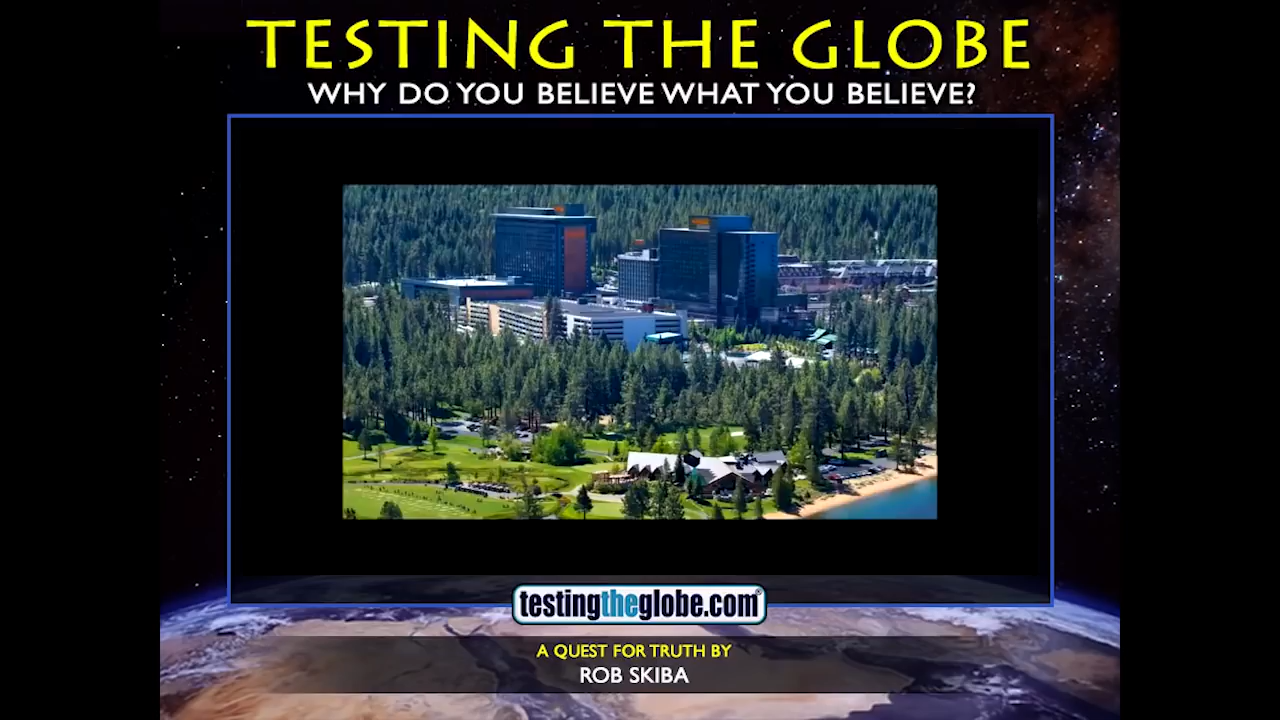 TESTING THE GLOBE
WHY DO YOU BELIEVE WHAT YOU BELIEVE?
testingtheglobe.com®
A QUEST FOR TRUTH BY
ROB SKIBA